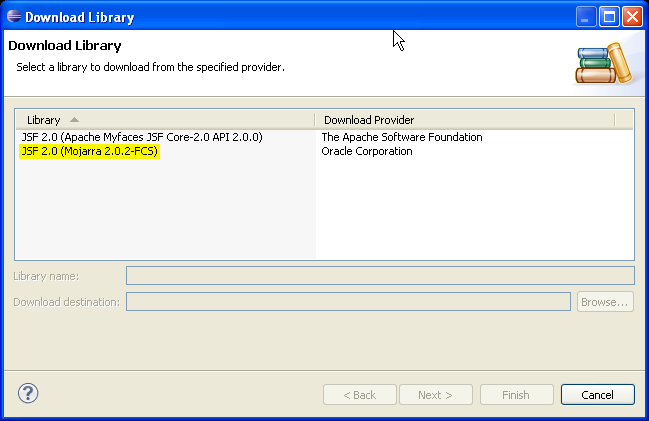 Download Library
Download Library
Select a library to download from the specified provider.
Library Download Provider
JSF 2.0 (Apache Myfaces JSF Core-2.0 API 2.0.0) The Apache Software Foundation
JSF 2.0 (Mojarra 2.0.2-FCS) Oracle Corporation
Library name:
Download destination: Browse...
? < Back Next > Finish Cancel